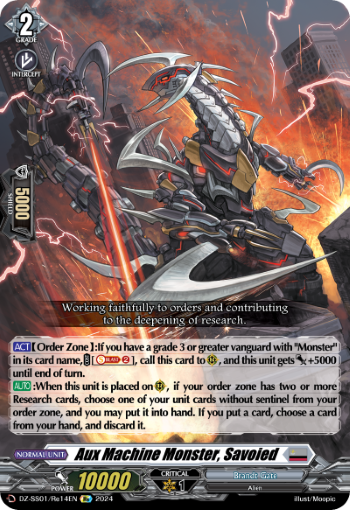 2
GRADE
INTERCEPT
5000
SHIELD
Working faithfully to orders and contributing
to the deepening of research.
ACT【Order Zone】:If you have a grade 3 or greater vanguard with "Monster"
in its card name, [ SOUL BLAST 2 ], call this card to , and this unit gets +5000
until end of turn.
AUTO:When this unit is placed on , if your order zone has two or more
Research cards, choose one of your unit cards without sentinel from your
order zone, and you may put it into hand. If you put a card, choose a card
from your hand, and discard it.
NORMAL UNIT Aux Machine Monster, Savoied
POWER 10000 CRITICAL 1 Brandt Gate
Alien
DZ-SS01/Re14EN 2024 illust/Moopic